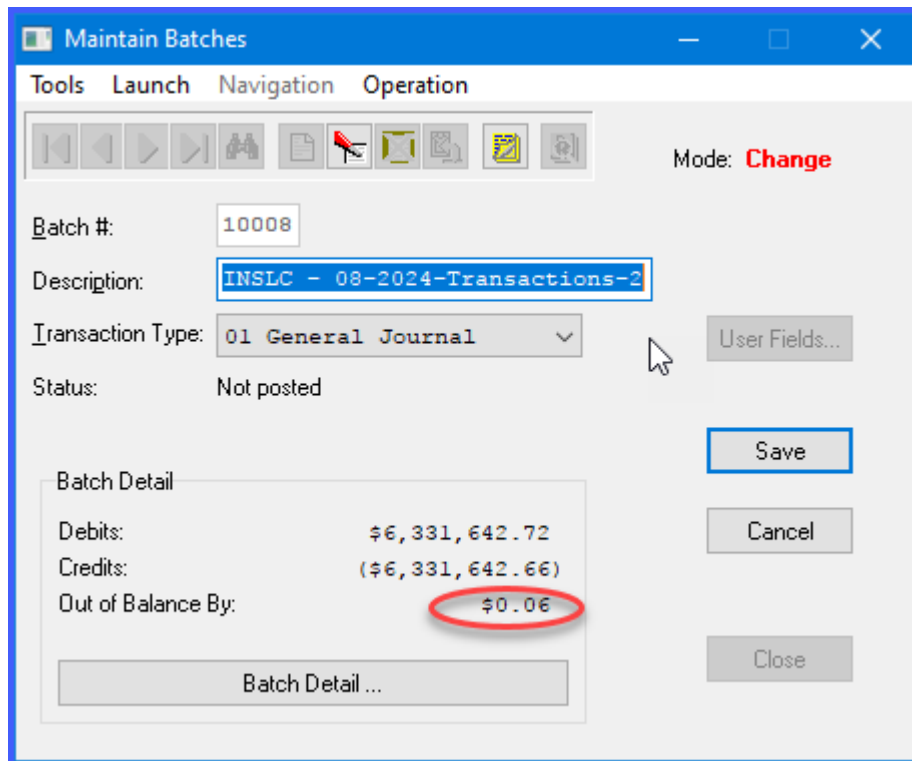 Maintain Batches
Tools Launch Navigation Operation
Mode: Change
Batch #: 10008
Description: INSLC - 08-2024-Transactions-2
Transaction Type: 01 General Journal
User Fields...
Status: Not posted
Save
Batch Detail
Debits: $6,331,642.72
Cancel
Credits: ($6,331,642.66)
Out of Balance By: $0.06
Close
Batch Detail ...